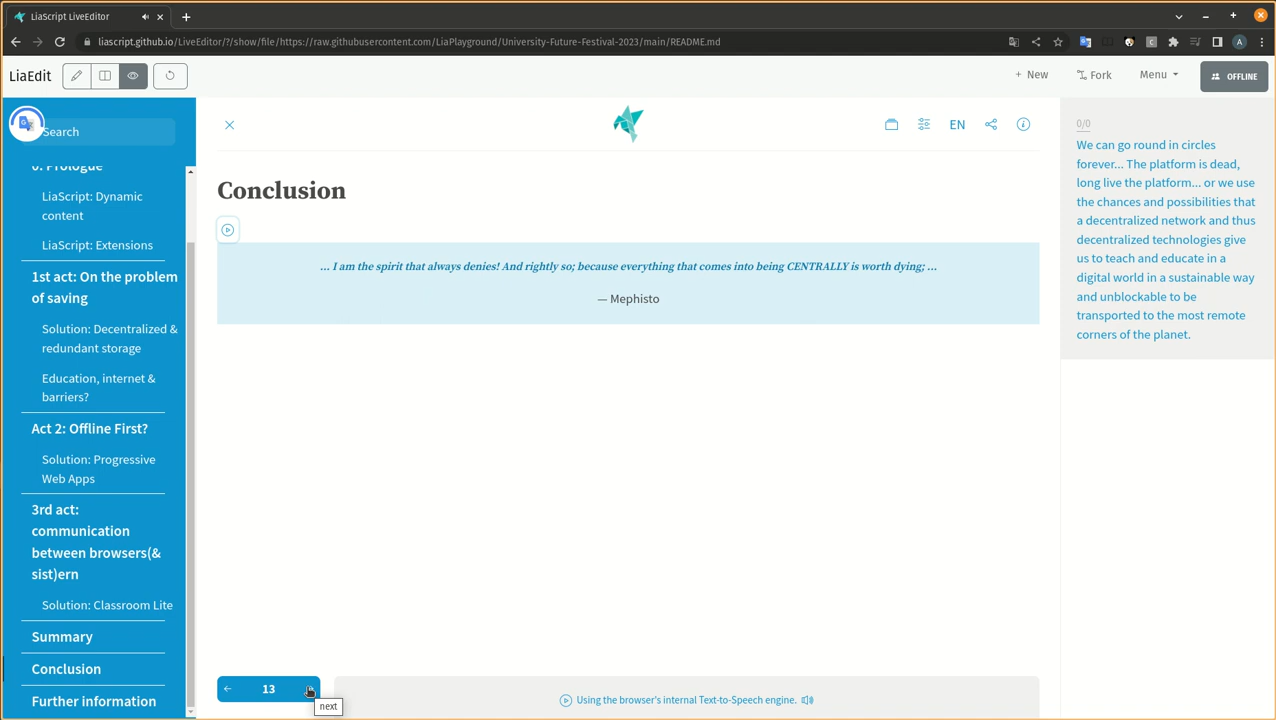 LiaScript LiveEditor
liascript.github.io/LiveEditor/?/show/file/https://raw.githubusercontent.com/LiaPlayground/University-Future-Festival-2023/main/README.md
LiaEdit
New
Fork
Menu
OFFLINE
Search
0. Prologue
LiaScript: Dynamic
content
LiaScript: Extensions
1st act: On the problem
of saving
Solution: Decentralized &
redundant storage
Education, internet &
barriers?
Act 2: Offline First?
Solution: Progressive
Web Apps
3rd act:
communication
between browsers(&
sist)ern
Solution: Classroom Lite
Summary
Conclusion
Further information
EN
Conclusion
... I am the spirit that always denies! And rightly so; because everything that comes into being CENTRALLY is worth dying; ...
— Mephisto
13
next
Using the browser's internal Text-to-Speech engine.
0/0
We can go round in circles
forever... The platform is dead,
long live the platform... or we use
the chances and possibilities that
a decentralized network and thus
decentralized technologies give
us to teach and educate in a
digital world in a sustainable way
and unblockable to be
transported to the most remote
corners of the planet.